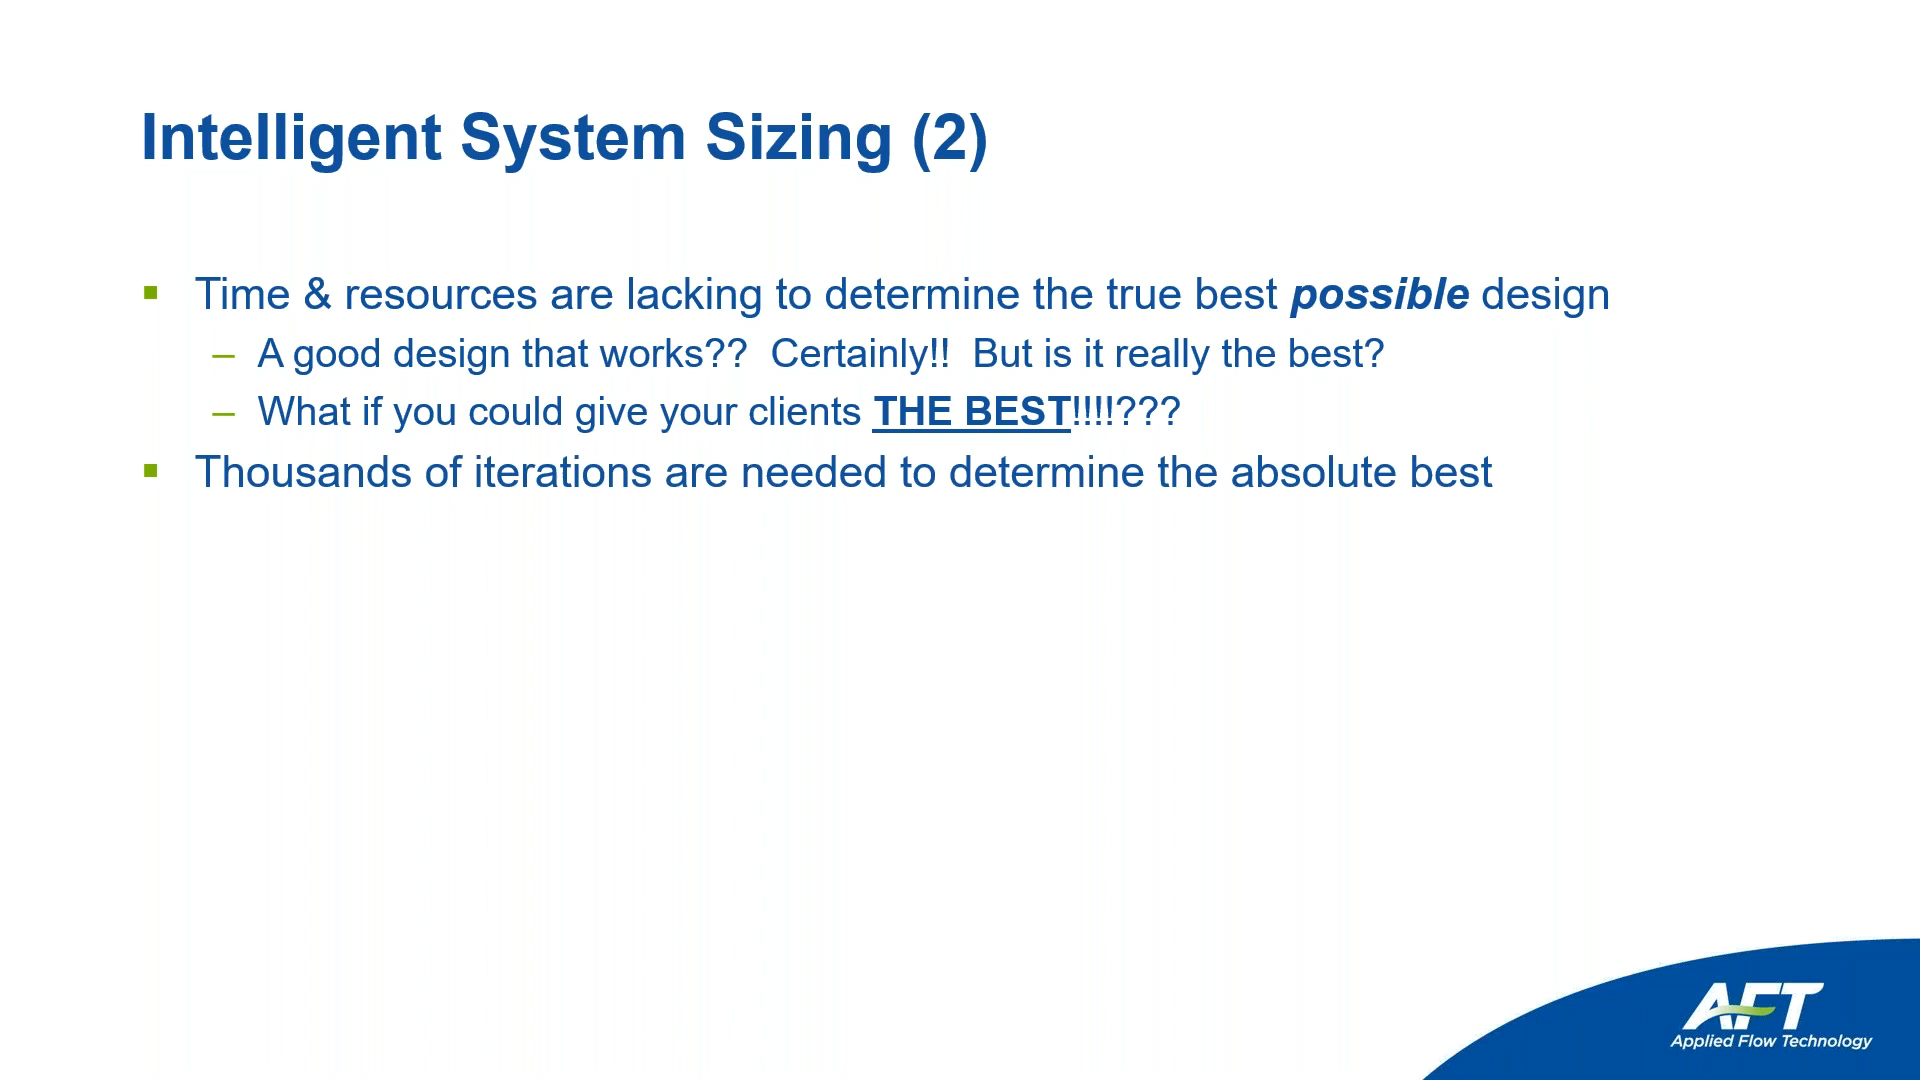 Intelligent System Sizing (2)
▪ Time & resources are lacking to determine the true best possible design
– A good design that works??  Certainly!!  But is it really the best?
– What if you could give your clients THE BEST!!!!???
▪ Thousands of iterations are needed to determine the absolute best
AFT
Applied Flow Technology